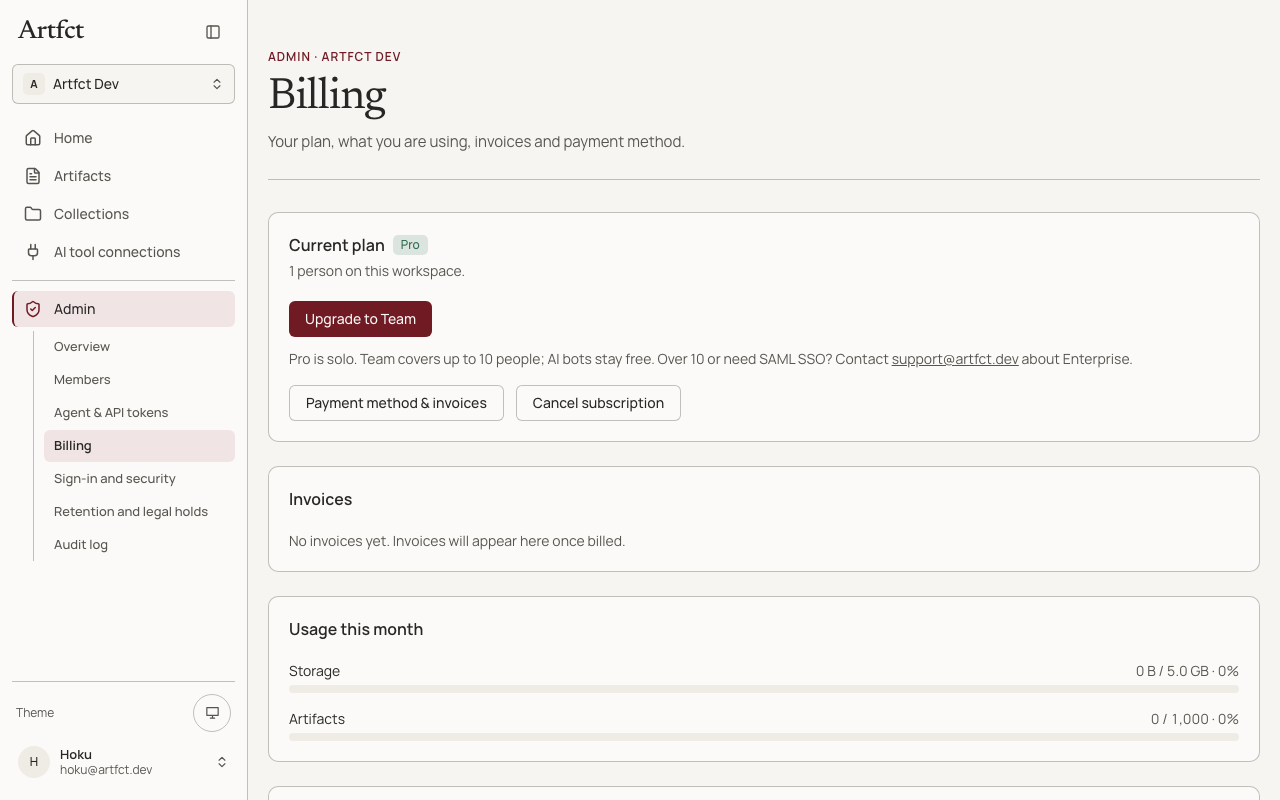 Artfct
A
Artfct Dev
Home
Artifacts
Collections
AI tool connections
Admin
Overview
Members
Agent & API tokens
Billing
Sign-in and security
Retention and legal holds
Audit log
Theme
H
Hoku
hoku@artfct.dev
ADMIN · ARTFCT DEV
Billing
Your plan, what you are using, invoices and payment method.
Current plan Pro
1 person on this workspace.
Upgrade to Team
Pro is solo. Team covers up to 10 people; AI bots stay free. Over 10 or need SAML SSO? Contact support@artfct.dev about Enterprise.
Payment method & invoices Cancel subscription
Invoices
No invoices yet. Invoices will appear here once billed.
Usage this month
Storage 0 B / 5.0 GB · 0%
Artifacts 0 / 1,000 · 0%